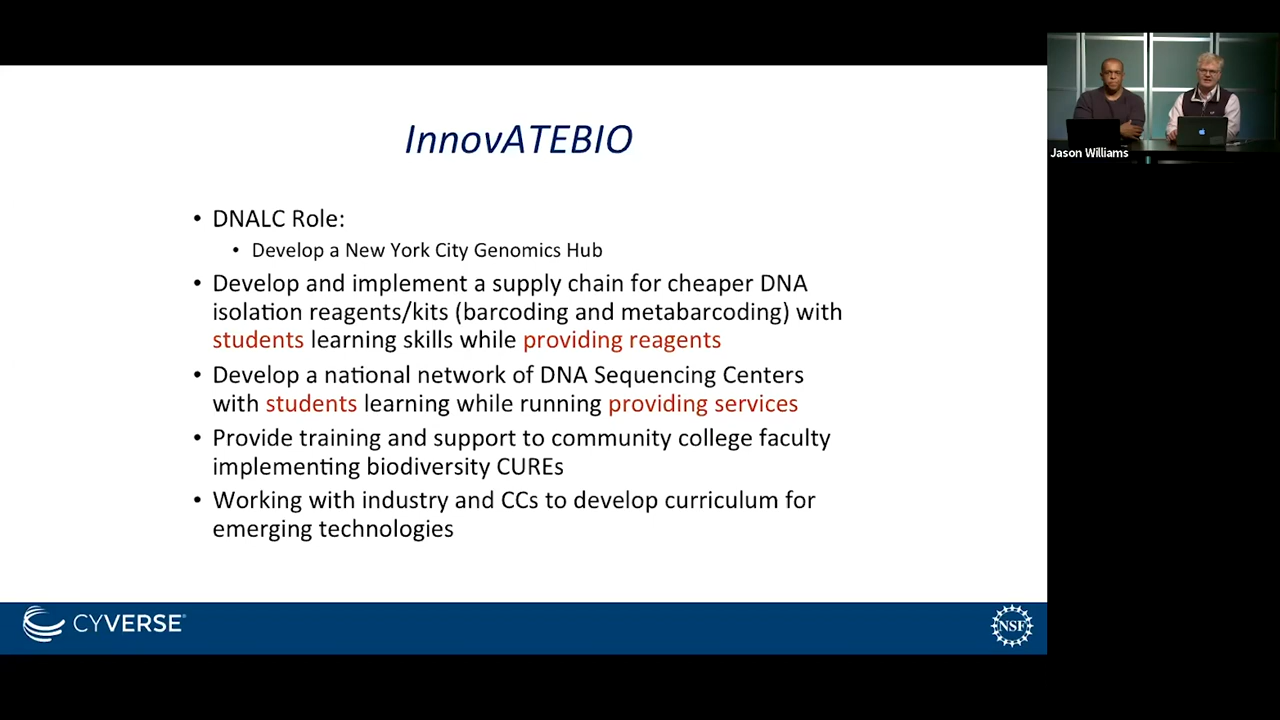 InnovATEBIO
• DNALC Role:
• Develop a New York City Genomics Hub
• Develop and implement a supply chain for cheaper DNA
isolation reagents/kits (barcoding and metabarcoding) with
students learning skills while providing reagents
• Develop a national network of DNA Sequencing Centers
with students learning while running providing services
• Provide training and support to community college faculty
implementing biodiversity CUREs
• Working with industry and CCs to develop curriculum for
emerging technologies
CYVERSE®
NSF
Jason Williams